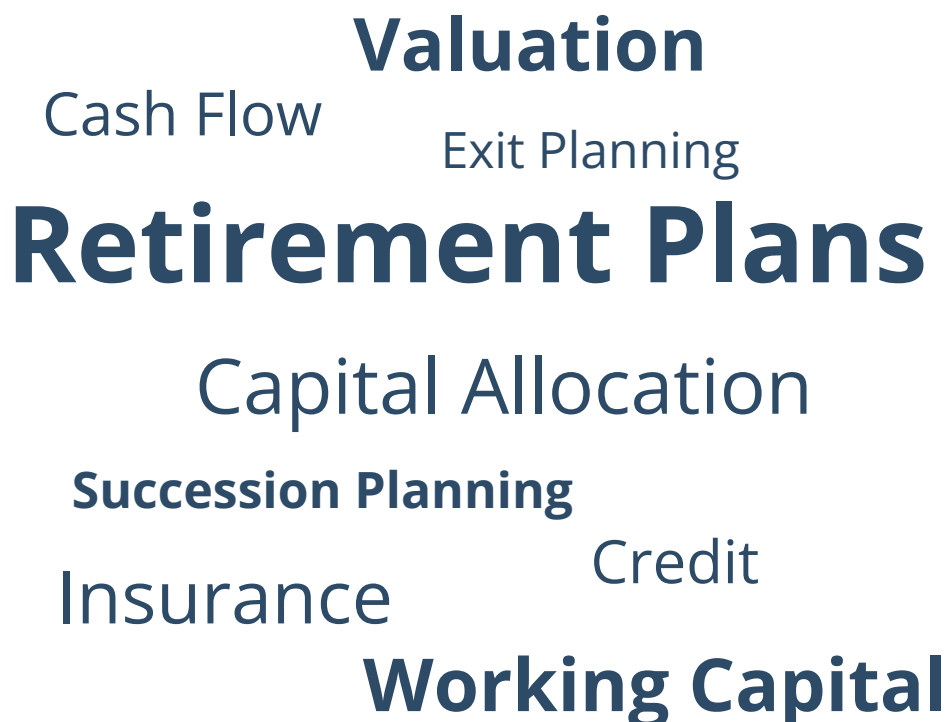 Valuation
Cash Flow
Exit Planning
Retirement Plans
Capital Allocation
Succession Planning
Credit
Insurance
Working Capital